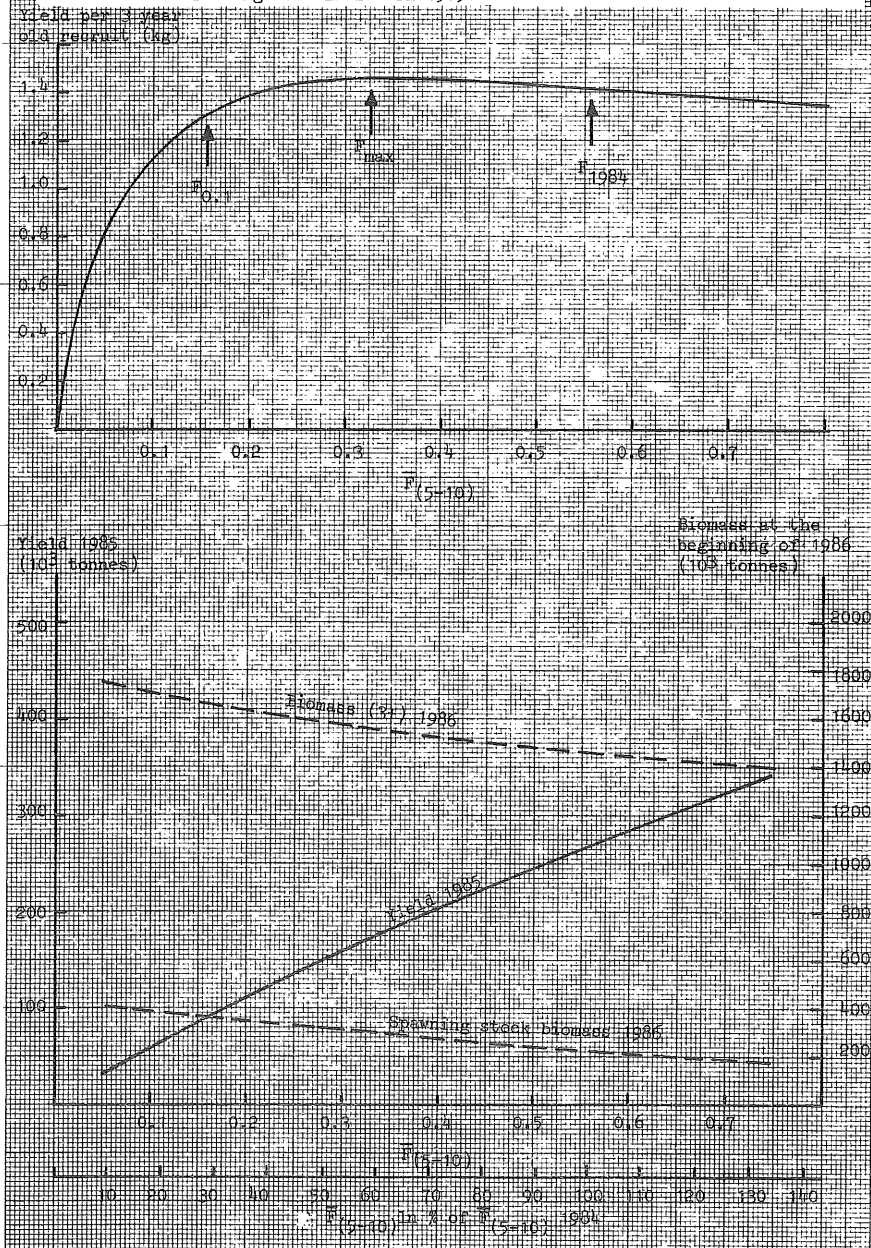 Yield per 3 year
old recruit (kg)
1.4
1.2
1.0
0.8
0.6
0.4
0.2
F0.1
Fmax
F1984
0.1 0.2 0.3 0.4 0.5 0.6 0.7
F̄(5-10)
Yield 1985
(10³ tonnes)
Biomass at the
beginning of 1986
(10³ tonnes)
500
400
300
200
100
2000
1800
1600
1400
1200
1000
800
600
400
200
Biomass (3+) 1986
Yield 1985
Spawning stock biomass 1986
0.1 0.2 0.3 0.4 0.5 0.6 0.7
F̄(5-10)
10 20 30 40 50 60 70 80 90 100 110 120 130 140
F̄(5-10) in % of F̄(5-10) 1984